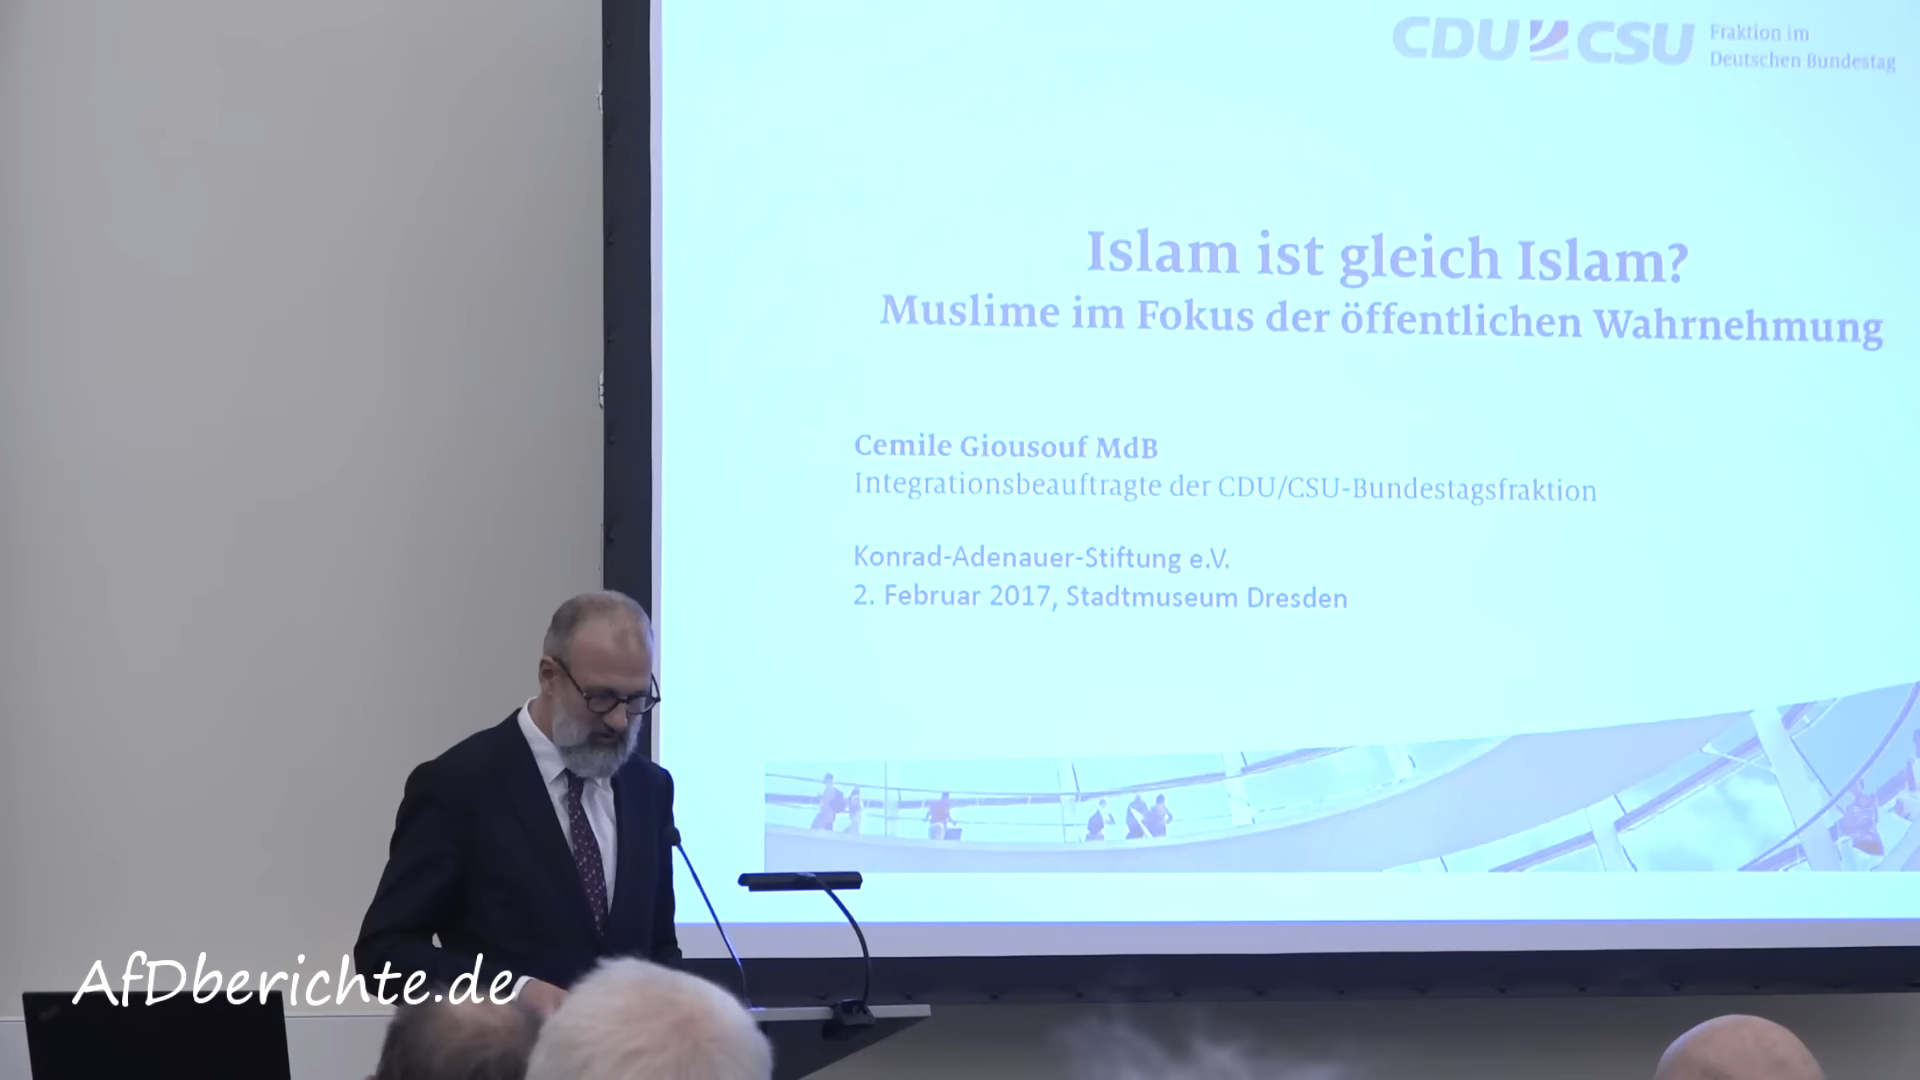 CDU CSU Fraktion im
Deutschen Bundestag
Islam ist gleich Islam?
Muslime im Fokus der öffentlichen Wahrnehmung
Cemile Giousouf MdB
Integrationsbeauftragte der CDU/CSU-Bundestagsfraktion
Konrad-Adenauer-Stiftung e.V.
2. Februar 2017, Stadtmuseum Dresden
AfDberichte.de